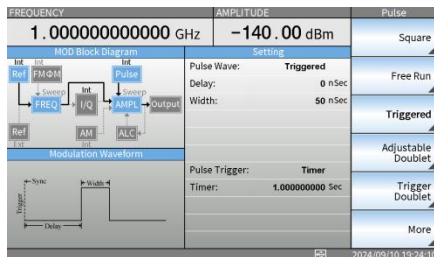 FREQUENCY AMPLITUDE Pulse
1.000000000000 GHz -140.00 dBm
MOD Block Diagram
Int Int Int
Ref FMΦM Pulse
Sweep Sweep
FREQ I/Q AMPL Output
Int
Ref AM ALC
Ext Int
Modulation Waveform
Sync Width
Trigger
Delay
Setting
Pulse Wave: Triggered
Delay: 0 nSec
Width: 50 nSec
Pulse Trigger: Timer
Timer: 1.000000000 Sec
Square
Free Run
Triggered
Adjustable
Doublet
Trigger
Doublet
More
2024/09/10 19:24:10